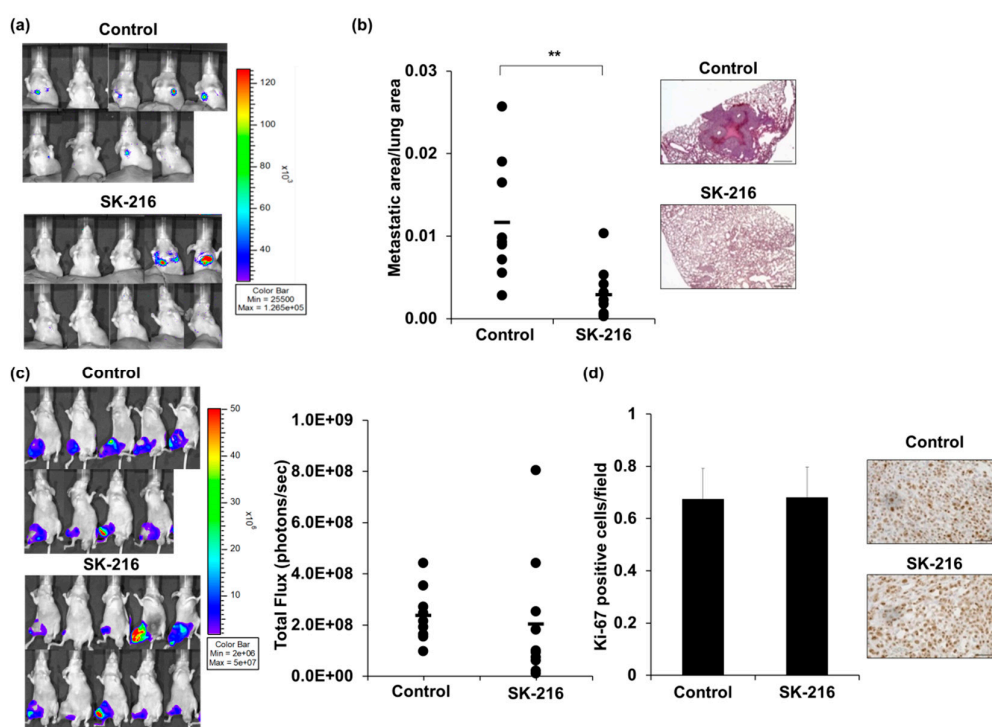 (a)
Control
120
100
80
60
40
x10³
SK-216
Color Bar
Min = 25500
Max = 1.265e+05
(b)
**
0.03
0.02
0.01
0.00
Metastatic area/lung area
Control
SK-216
Control
SK-216
(c)
Control
50
40
30
20
10
x10⁶
SK-216
Color Bar
Min = 2e+06
Max = 5e+07
1.0E+09
8.0E+08
6.0E+08
4.0E+08
2.0E+08
0.0E+00
Total Flux (photons/sec)
Control
SK-216
(d)
1
0.8
0.6
0.4
0.2
0
Ki-67 positive cells/field
Control
SK-216
Control
SK-216